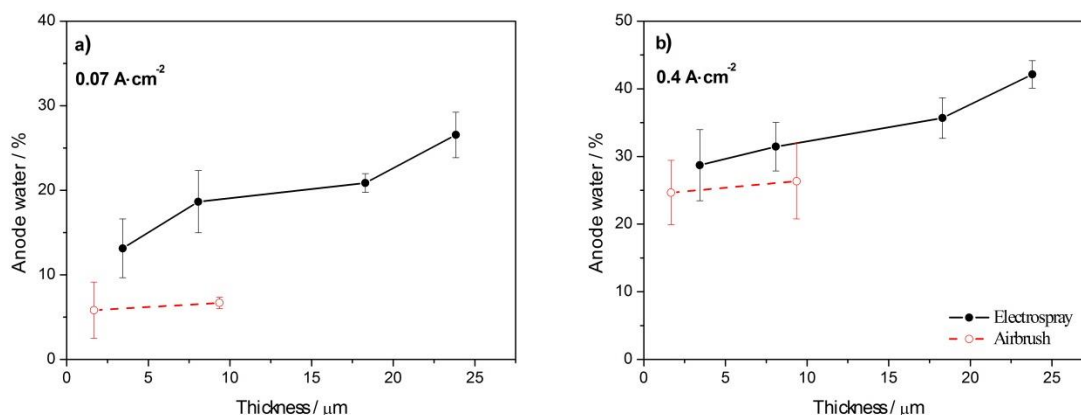 a)
0.07 A·cm-2
Anode water / %
40
30
20
10
0
0 5 10 15 20 25
Thickness / μm
b)
0.4 A·cm-2
Anode water / %
50
40
30
20
10
0
0 5 10 15 20 25
Thickness / μm
Electrospray
Airbrush